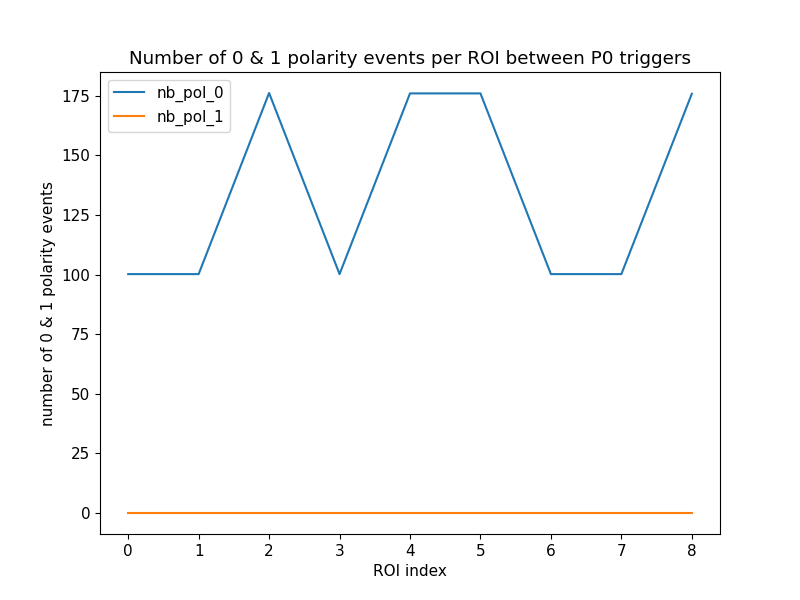 Number of 0 & 1 polarity events per ROI between P0 triggers
nb_pol_0
nb_pol_1
175
150
125
100
75
50
25
0
number of 0 & 1 polarity events
0 1 2 3 4 5 6 7 8
ROI index